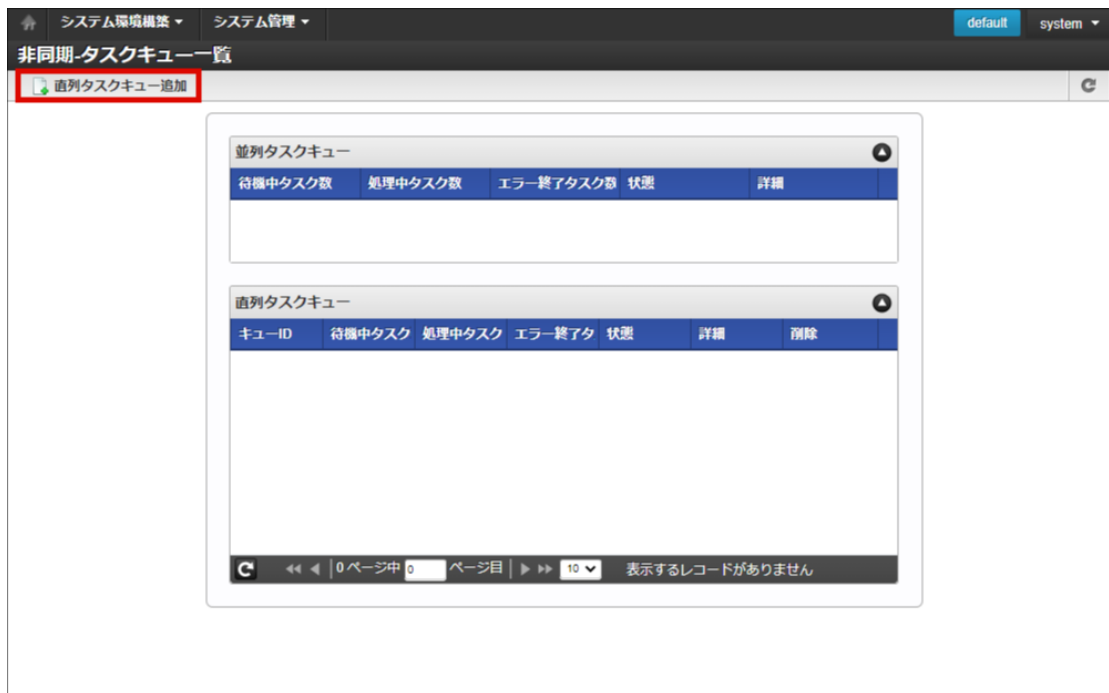 システム環境構築 システム管理 default system
非同期-タスクキュー一覧
直列タスクキュー追加
並列タスクキュー
待機中タスク数 処理中タスク数 エラー終了タスク数 状態 詳細
直列タスクキュー
キューID 待機中タスク 処理中タスク エラー終了タ 状態 詳細 削除
0 ページ中 0 ページ目 10 表示するレコードがありません